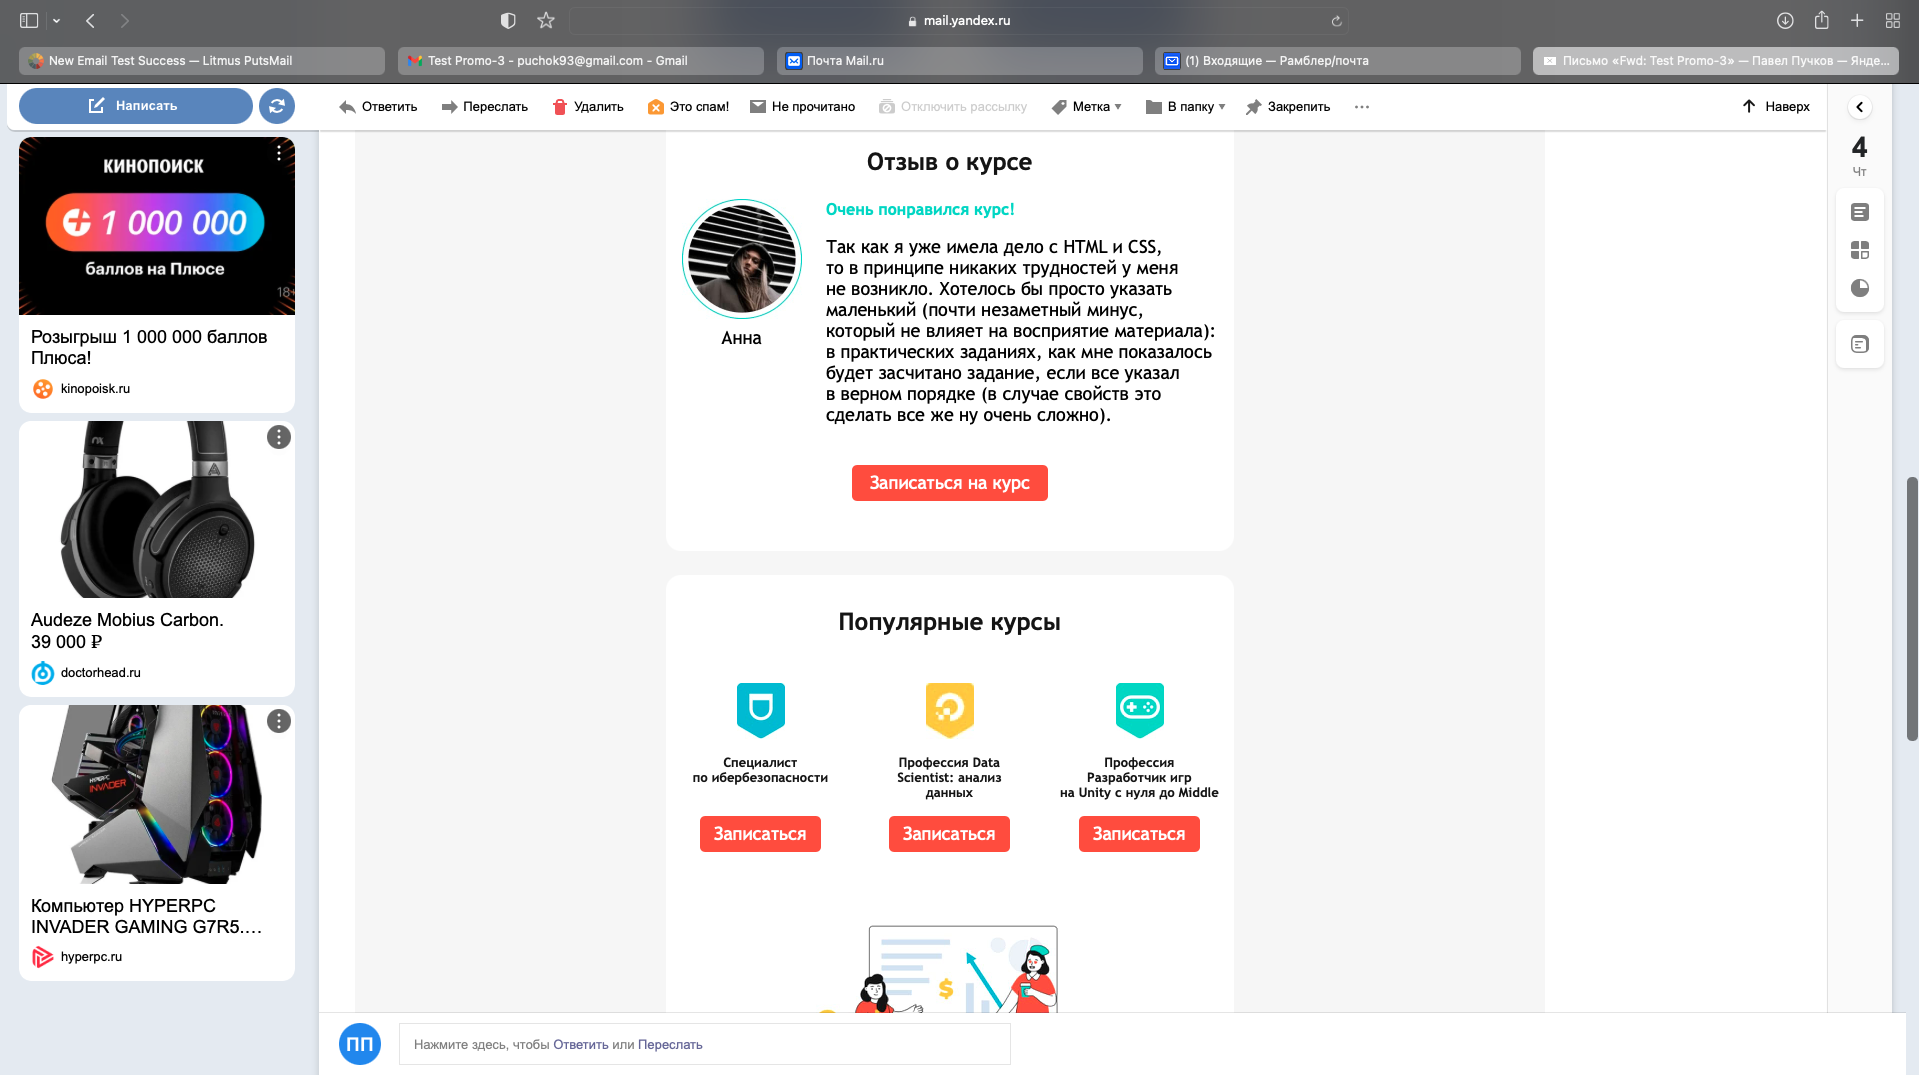 mail.yandex.ru
New Email Test Success — Litmus PutsMail
Test Promo-3 - puchok93@gmail.com - Gmail
Почта Mail.ru
(1) Входящие — Рамблер/почта
Письмо «Fwd: Test Promo-3» — Павел Пучков — Янде...
Написать
Ответить
Переслать
Удалить
Это спам!
Не прочитано
Отключить рассылку
Метка
В папку
Закрепить
Наверх
КИНОПОИСК
1 000 000
баллов на Плюсе
18+
Розыгрыш 1 000 000 баллов
Плюса!
kinopoisk.ru
Audeze Mobius Carbon.
39 000 ₽
doctorhead.ru
HYPERPC
INVADER
Компьютер HYPERPC
INVADER GAMING G7R5....
hyperpc.ru
Отзыв о курсе
Анна
Очень понравился курс!
Так как я уже имела дело с HTML и CSS,
то в принципе никаких трудностей у меня
не возникло. Хотелось бы просто указать
маленький (почти незаметный минус,
который не влияет на восприятие материала):
в практических заданиях, как мне показалось
будет засчитано задание, если все указал
в верном порядке (в случае свойств это
сделать все же ну очень сложно).
Записаться на курс
Популярные курсы
Специалист
по ибербезопасности
Записаться
Профессия Data
Scientist: анализ
данных
Записаться
Профессия
Разработчик игр
на Unity с нуля до Middle
Записаться
$
4
Чт
ПП
Нажмите здесь, чтобы Ответить или Переслать